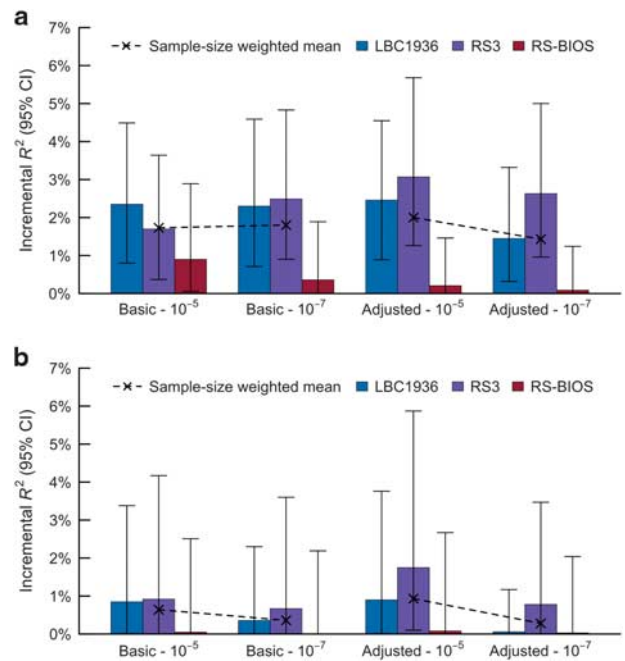 a
7%
--×-- Sample-size weighted mean LBC1936 RS3 RS-BIOS
6%
5%
4%
3%
2%
1%
0%
Incremental R² (95% CI)
Basic - 10⁻⁵ Basic - 10⁻⁷ Adjusted - 10⁻⁵ Adjusted - 10⁻⁷
b
7%
--×-- Sample-size weighted mean LBC1936 RS3 RS-BIOS
6%
5%
4%
3%
2%
1%
0%
Incremental R² (95% CI)
Basic - 10⁻⁵ Basic - 10⁻⁷ Adjusted - 10⁻⁵ Adjusted - 10⁻⁷